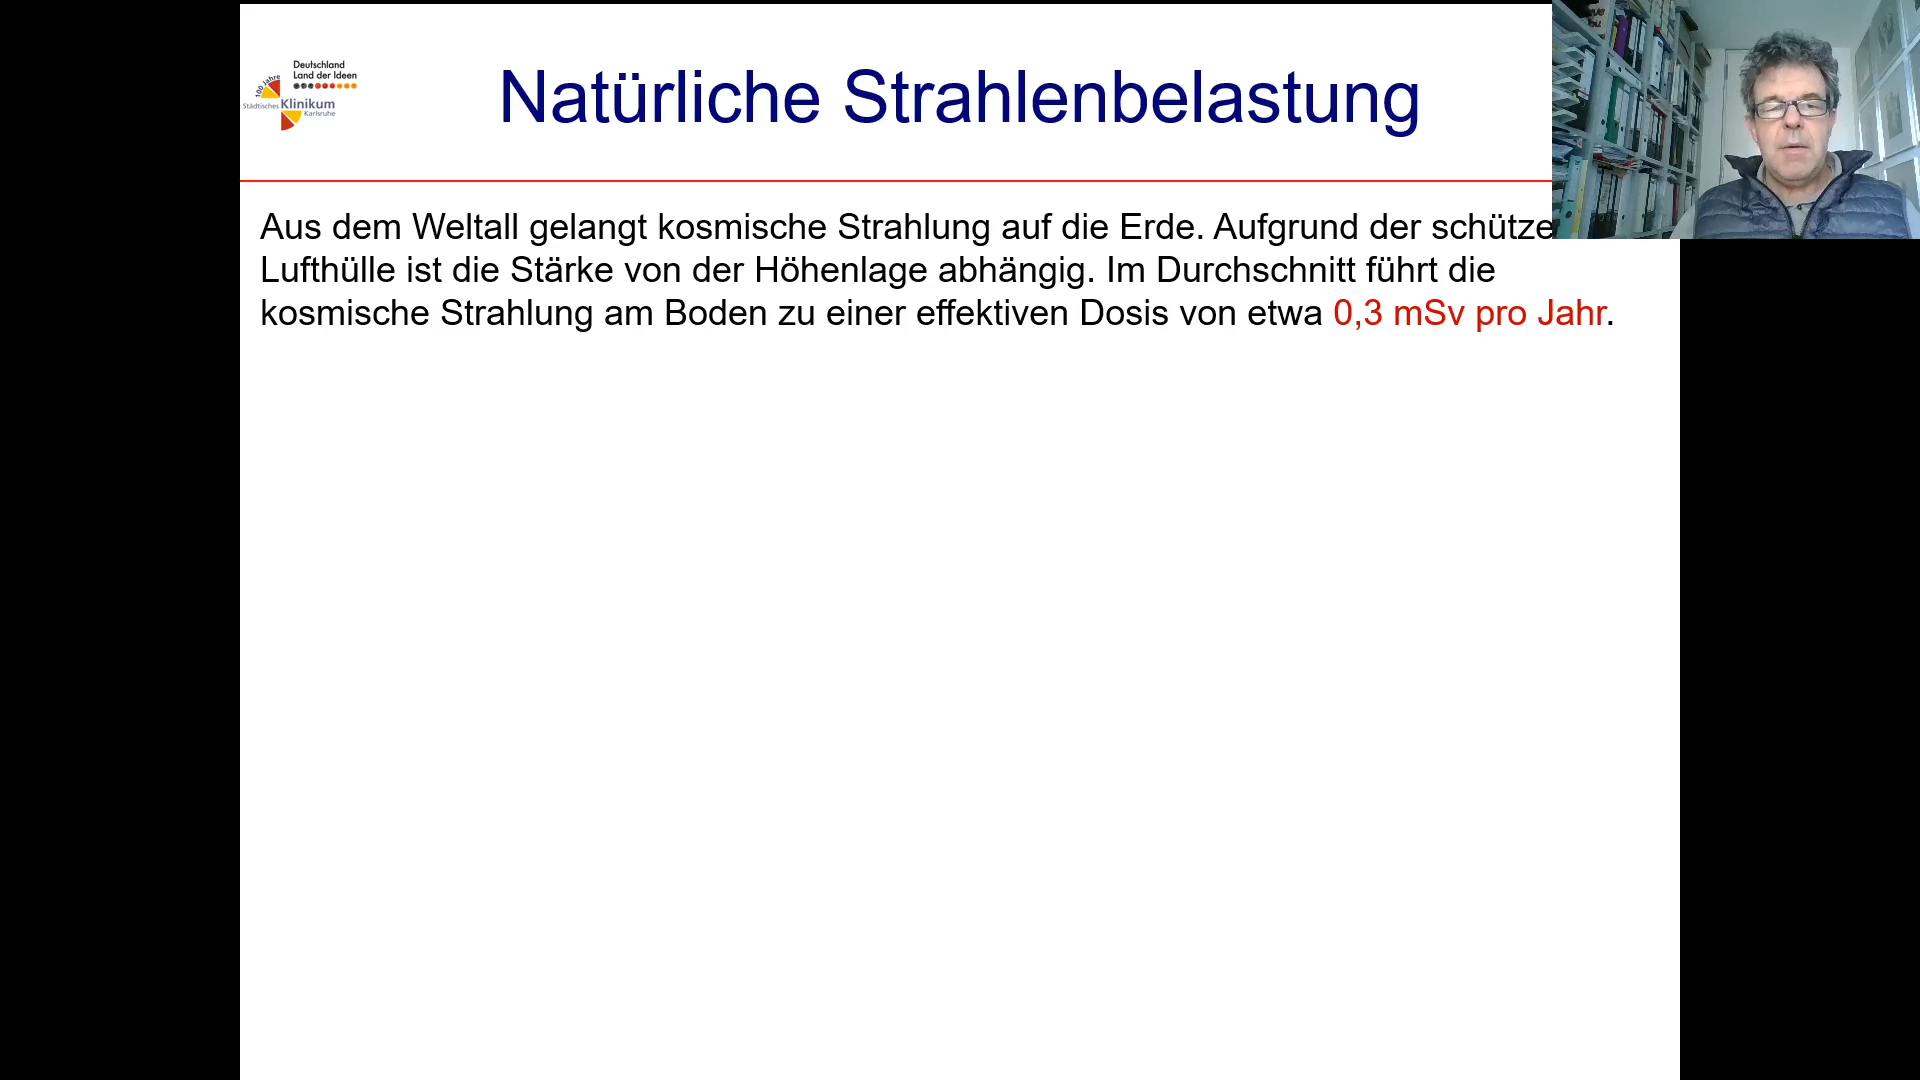 Deutschland
Land der Ideen
100 Jahre
Städtisches Klinikum
Karlsruhe
Natürliche Strahlenbelastung
Aus dem Weltall gelangt kosmische Strahlung auf die Erde. Aufgrund der
Lufthülle ist die Stärke von der Höhenlage abhängig. Im Durchschnitt führt die
kosmische Strahlung am Boden zu einer effektiven Dosis von etwa 0,3 mSv pro Jahr.